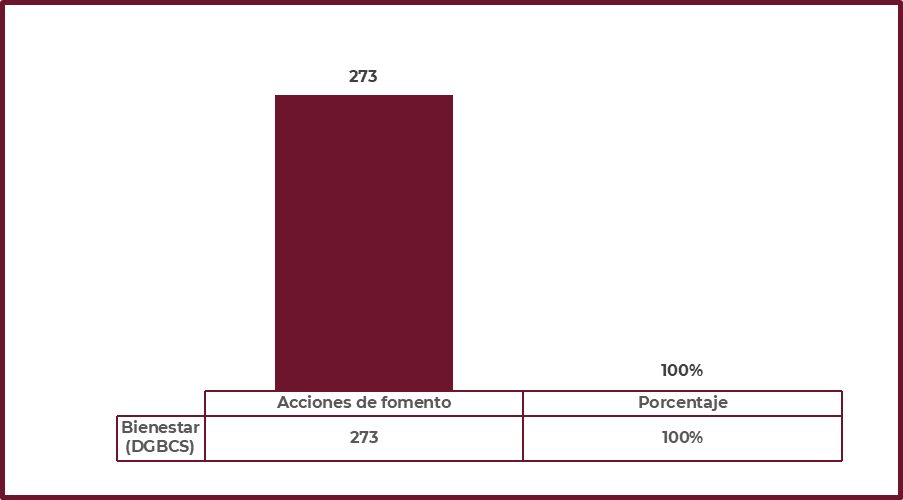 273
100%
Acciones de fomento
Porcentaje
Bienestar
(DGBCS)
273
100%